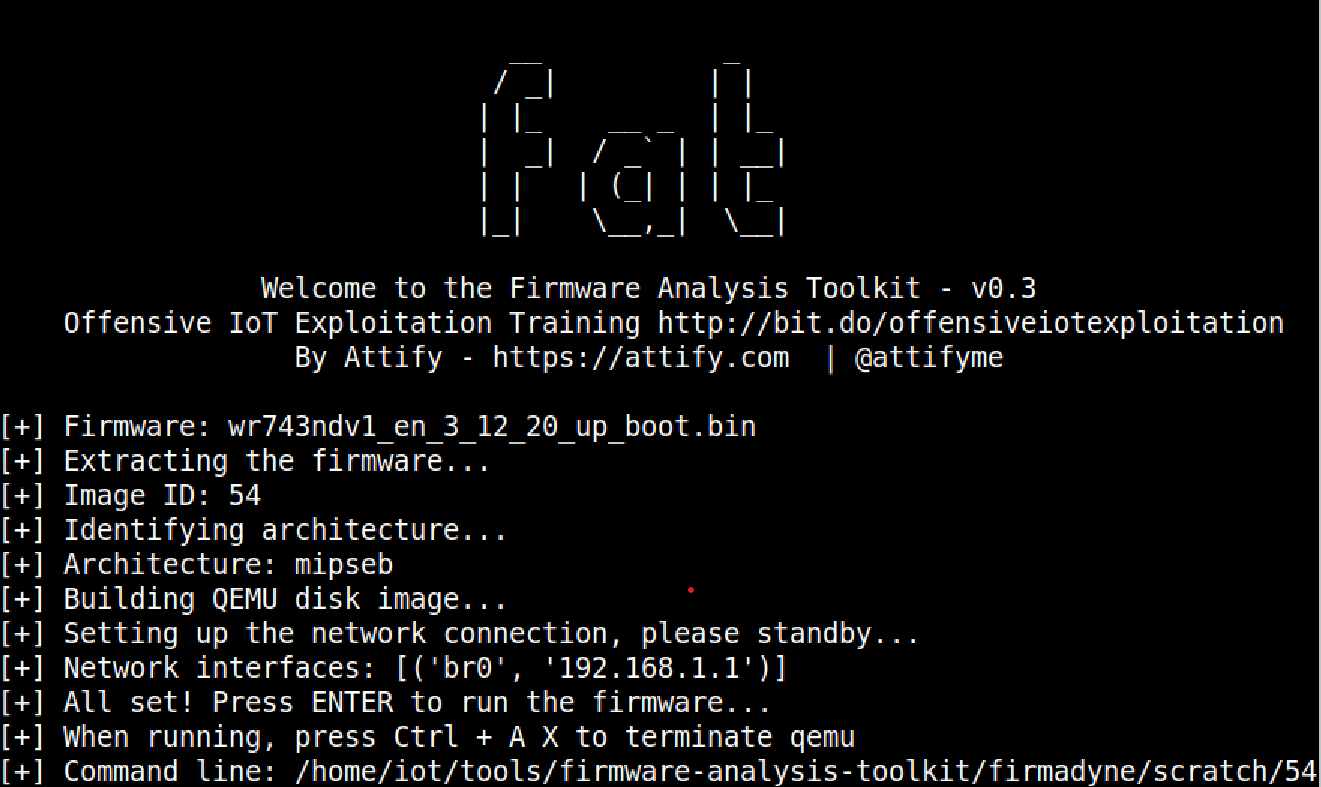 fat
Welcome to the Firmware Analysis Toolkit - v0.3
Offensive IoT Exploitation Training http://bit.do/offensiveiotexploitation
By Attify - https://attify.com | @attifyme
[+] Firmware: wr743ndv1_en_3_12_20_up_boot.bin
[+] Extracting the firmware...
[+] Image ID: 54
[+] Identifying architecture...
[+] Architecture: mipseb
[+] Building QEMU disk image...
[+] Setting up the network connection, please standby...
[+] Network interfaces: [('br0', '192.168.1.1')]
[+] All set! Press ENTER to run the firmware...
[+] When running, press Ctrl + A X to terminate qemu
[+] Command line: /home/iot/tools/firmware-analysis-toolkit/firmadyne/scratch/54